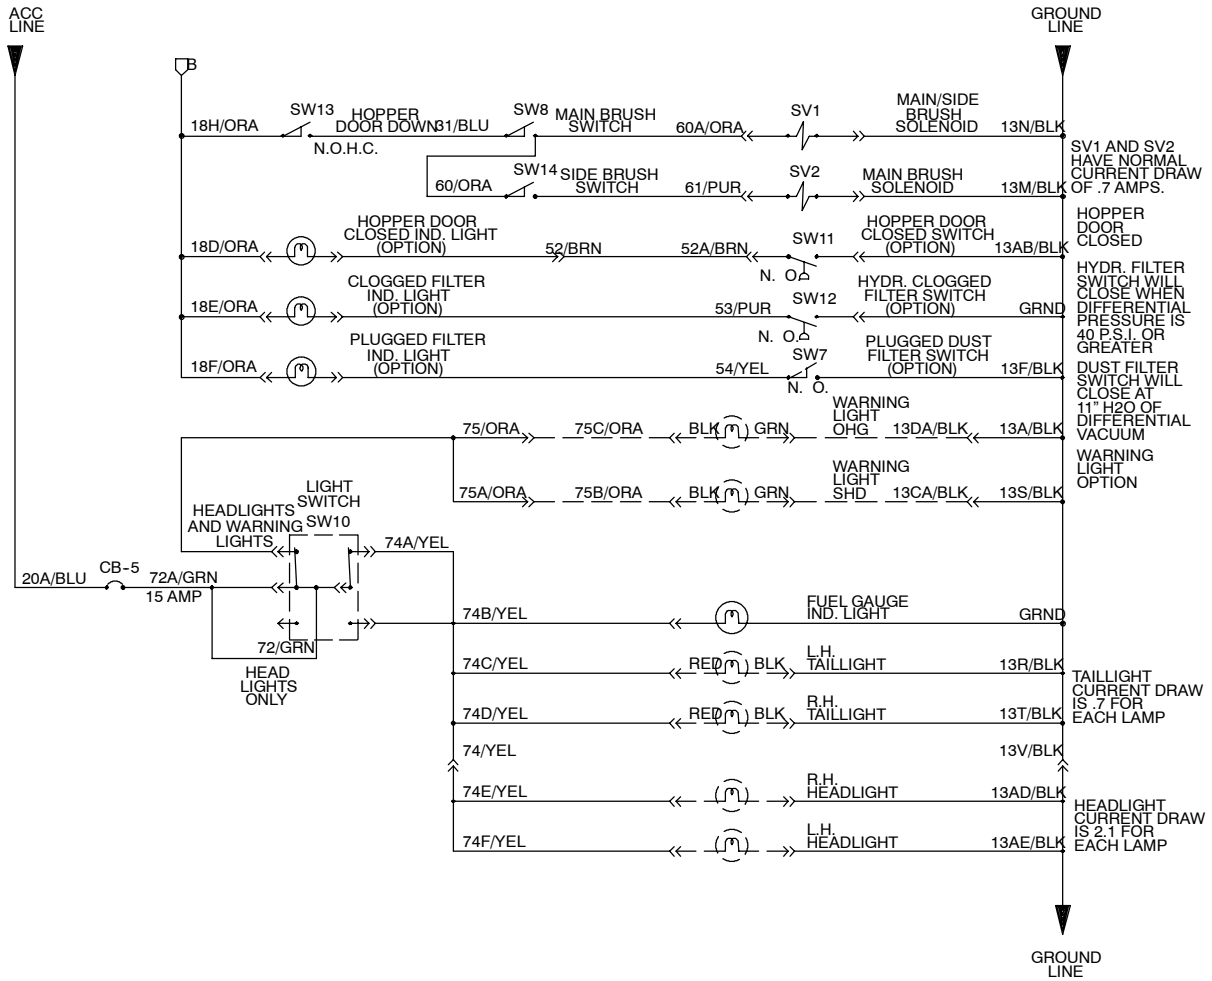 ACC
LINE
GROUND
LINE
B
18H/ORA
SW13
HOPPER
DOOR DOWN
N.O.H.C.
31/BLU
SW8
MAIN BRUSH
SWITCH
60A/ORA
SV1
MAIN/SIDE
BRUSH
SOLENOID
13N/BLK
SV1 AND SV2
HAVE NORMAL
CURRENT DRAW
OF .7 AMPS.
60/ORA
SW14
SIDE BRUSH
SWITCH
61/PUR
SV2
MAIN BRUSH
SOLENOID
13M/BLK
18D/ORA
HOPPER DOOR
CLOSED IND. LIGHT
(OPTION)
52/BRN
52A/BRN
SW11
N. O.
HOPPER DOOR
CLOSED SWITCH
(OPTION)
13AB/BLK
HOPPER
DOOR
CLOSED
18E/ORA
CLOGGED FILTER
IND. LIGHT
(OPTION)
53/PUR
SW12
N. O.
HYDR. CLOGGED
FILTER SWITCH
(OPTION)
GRND
HYDR. FILTER
SWITCH WILL
CLOSE WHEN
DIFFERENTIAL
PRESSURE IS
40 P.S.I. OR
GREATER
18F/ORA
PLUGGED FILTER
IND. LIGHT
(OPTION)
54/YEL
SW7
N. O.
PLUGGED DUST
FILTER SWITCH
(OPTION)
13F/BLK
DUST FILTER
SWITCH WILL
CLOSE AT
11" H2O OF
DIFFERENTIAL
VACUUM
75/ORA
75C/ORA
BLK
GRN
WARNING
LIGHT
OHG
13DA/BLK
13A/BLK
WARNING
LIGHT
OPTION
75A/ORA
75B/ORA
BLK
GRN
WARNING
LIGHT
SHD
13CA/BLK
13S/BLK
LIGHT
SWITCH
SW10
HEADLIGHTS
AND WARNING
LIGHTS
74A/YEL
20A/BLU
CB-5
72A/GRN
15 AMP
72/GRN
HEAD
LIGHTS
ONLY
74B/YEL
FUEL GAUGE
IND. LIGHT
GRND
74C/YEL
RED
BLK
L.H.
TAILLIGHT
13R/BLK
TAILLIGHT
CURRENT DRAW
IS .7 FOR
EACH LAMP
74D/YEL
RED
BLK
R.H.
TAILLIGHT
13T/BLK
74/YEL
13V/BLK
74E/YEL
R.H.
HEADLIGHT
13AD/BLK
HEADLIGHT
CURRENT DRAW
IS 2.1 FOR
EACH LAMP
74F/YEL
L.H.
HEADLIGHT
13AE/BLK
GROUND
LINE